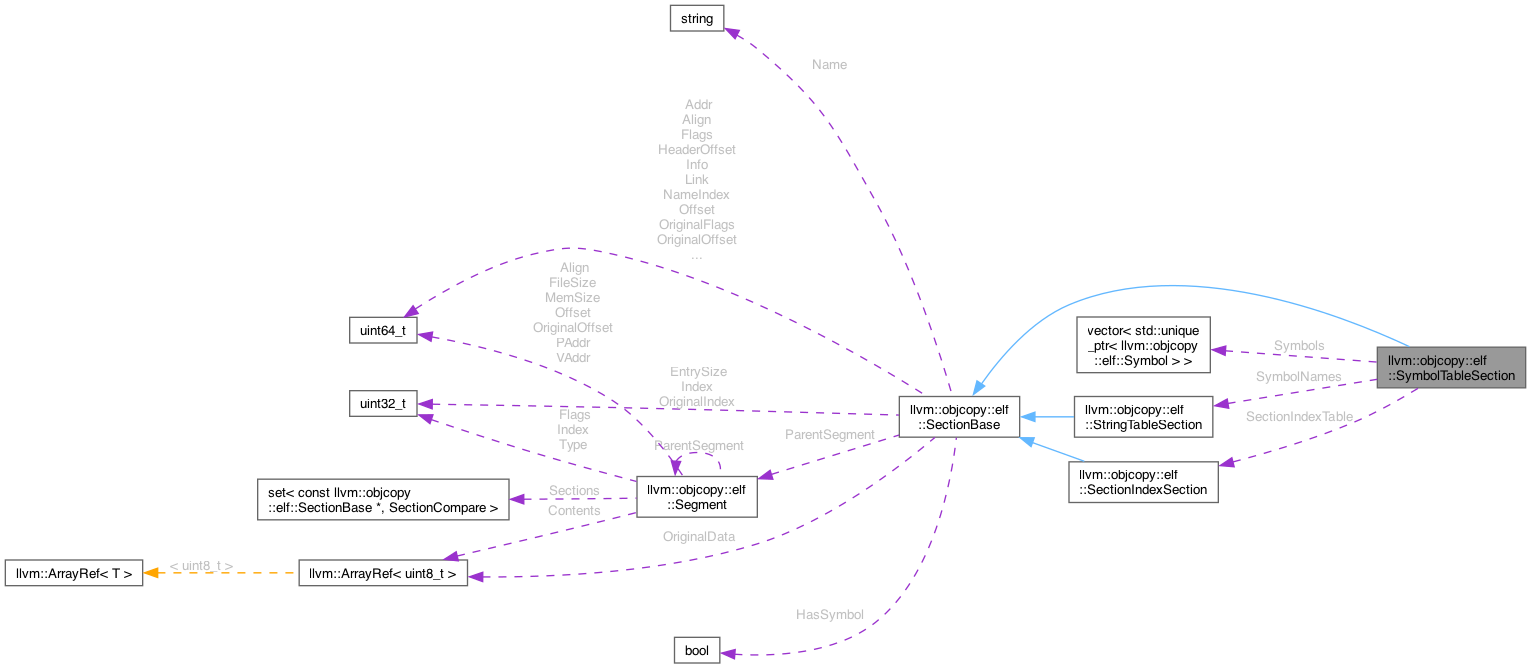 string
Name
Addr
Align
Flags
HeaderOffset
Info
Link
NameIndex
Offset
OriginalFlags
OriginalOffset
...
Align
FileSize
MemSize
Offset
OriginalOffset
PAddr
VAddr
uint64_t
vector< std::unique
_ptr< llvm::objcopy
::elf::Symbol > >
Symbols
llvm::objcopy::elf
::SymbolTableSection
SymbolNames
EntrySize
Index
OriginalIndex
uint32_t
llvm::objcopy::elf
::SectionBase
llvm::objcopy::elf
::StringTableSection
SectionIndexTable
Flags
Index
Type
ParentSegment
ParentSegment
llvm::objcopy::elf
::SectionIndexSection
set< const llvm::objcopy
::elf::SectionBase *, SectionCompare >
Sections
Contents
llvm::objcopy::elf
::Segment
OriginalData
llvm::ArrayRef< T >
< uint8_t >
llvm::ArrayRef< uint8_t >
HasSymbol
bool